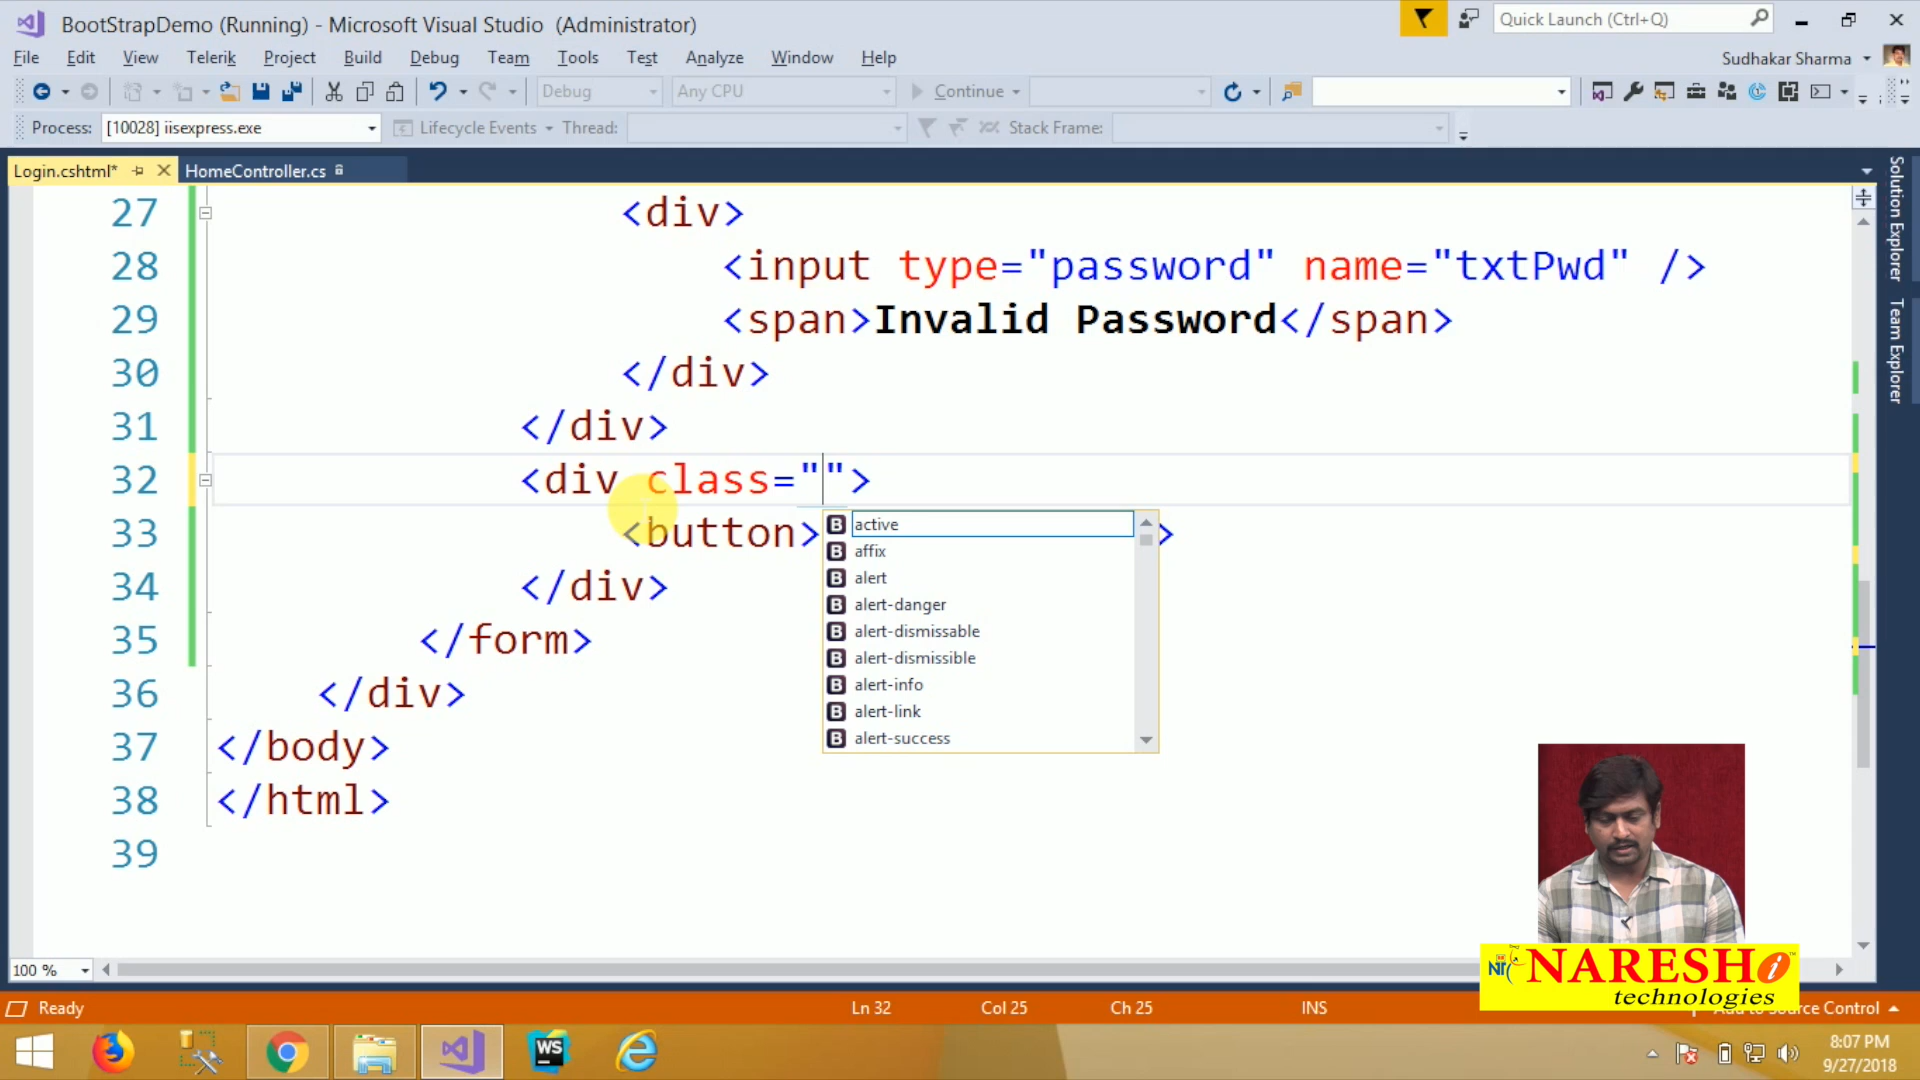 BootStrapDemo (Running) - Microsoft Visual Studio (Administrator)
Quick Launch (Ctrl+Q)
File Edit View Telerik Project Build Debug Team Tools Test Analyze Window Help
Sudhakar Sharma
Debug Any CPU Continue
Process: [10028] iisexpress.exe Lifecycle Events Thread: Stack Frame:
Login.cshtml* HomeController.cs
Solution Explorer
Team Explorer
27 <div>
28 <input type="password" name="txtPwd" />
29 <span>Invalid Password</span>
30 </div>
31 </div>
32 <div class="">
33 <button> >
34 </div>
35 </form>
36 </div>
37 </body>
38 </html>
39
active
affix
alert
alert-danger
alert-dismissable
alert-dismissible
alert-info
alert-link
alert-success
NARESH i
technologies
100 %
Ready Ln 32 Col 25 Ch 25 INS Source Control
WS
8:07 PM
9/27/2018